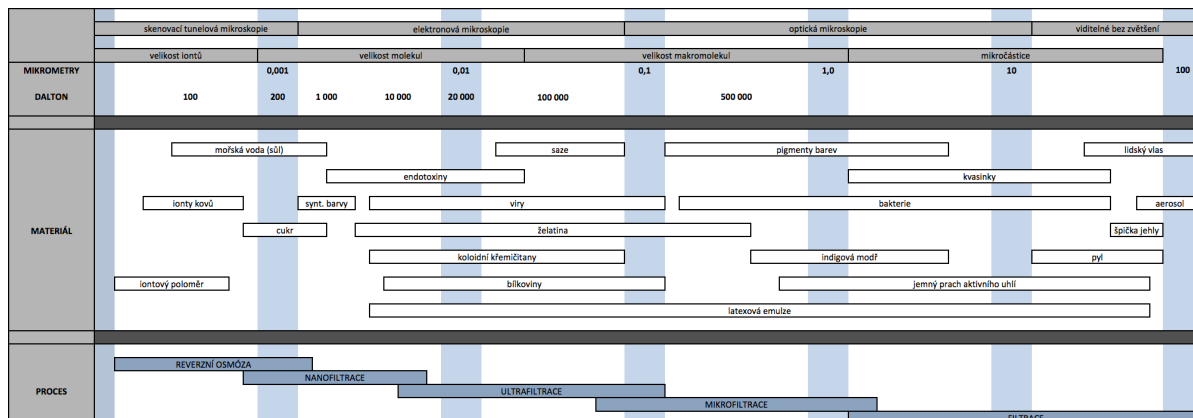 skenovací tunelová mikroskopie elektronová mikroskopie optická mikroskopie viditelné bez zvětšení
velikost iontů velikost molekul velikost makromolekul mikročástice
MIKROMETRY 0,001 0,01 0,1 1,0 10 100
DALTON 100 200 1 000 10 000 20 000 100 000 500 000
mořská voda (sůl) saze pigmenty barev lidský vlas
endotoxiny kvasinky
MATERIÁL ionty kovů synt. barvy viry bakterie aerosol
cukr želatina špička jehly
koloidní křemičitany indigová modř pyl
iontový poloměr bílkoviny jemný prach aktivního uhlí
latexová emulze
REVERZNÍ OSMÓZA
NANOFILTRACE
PROCES ULTRAFILTRACE
MIKROFILTRACE
FILTRACE